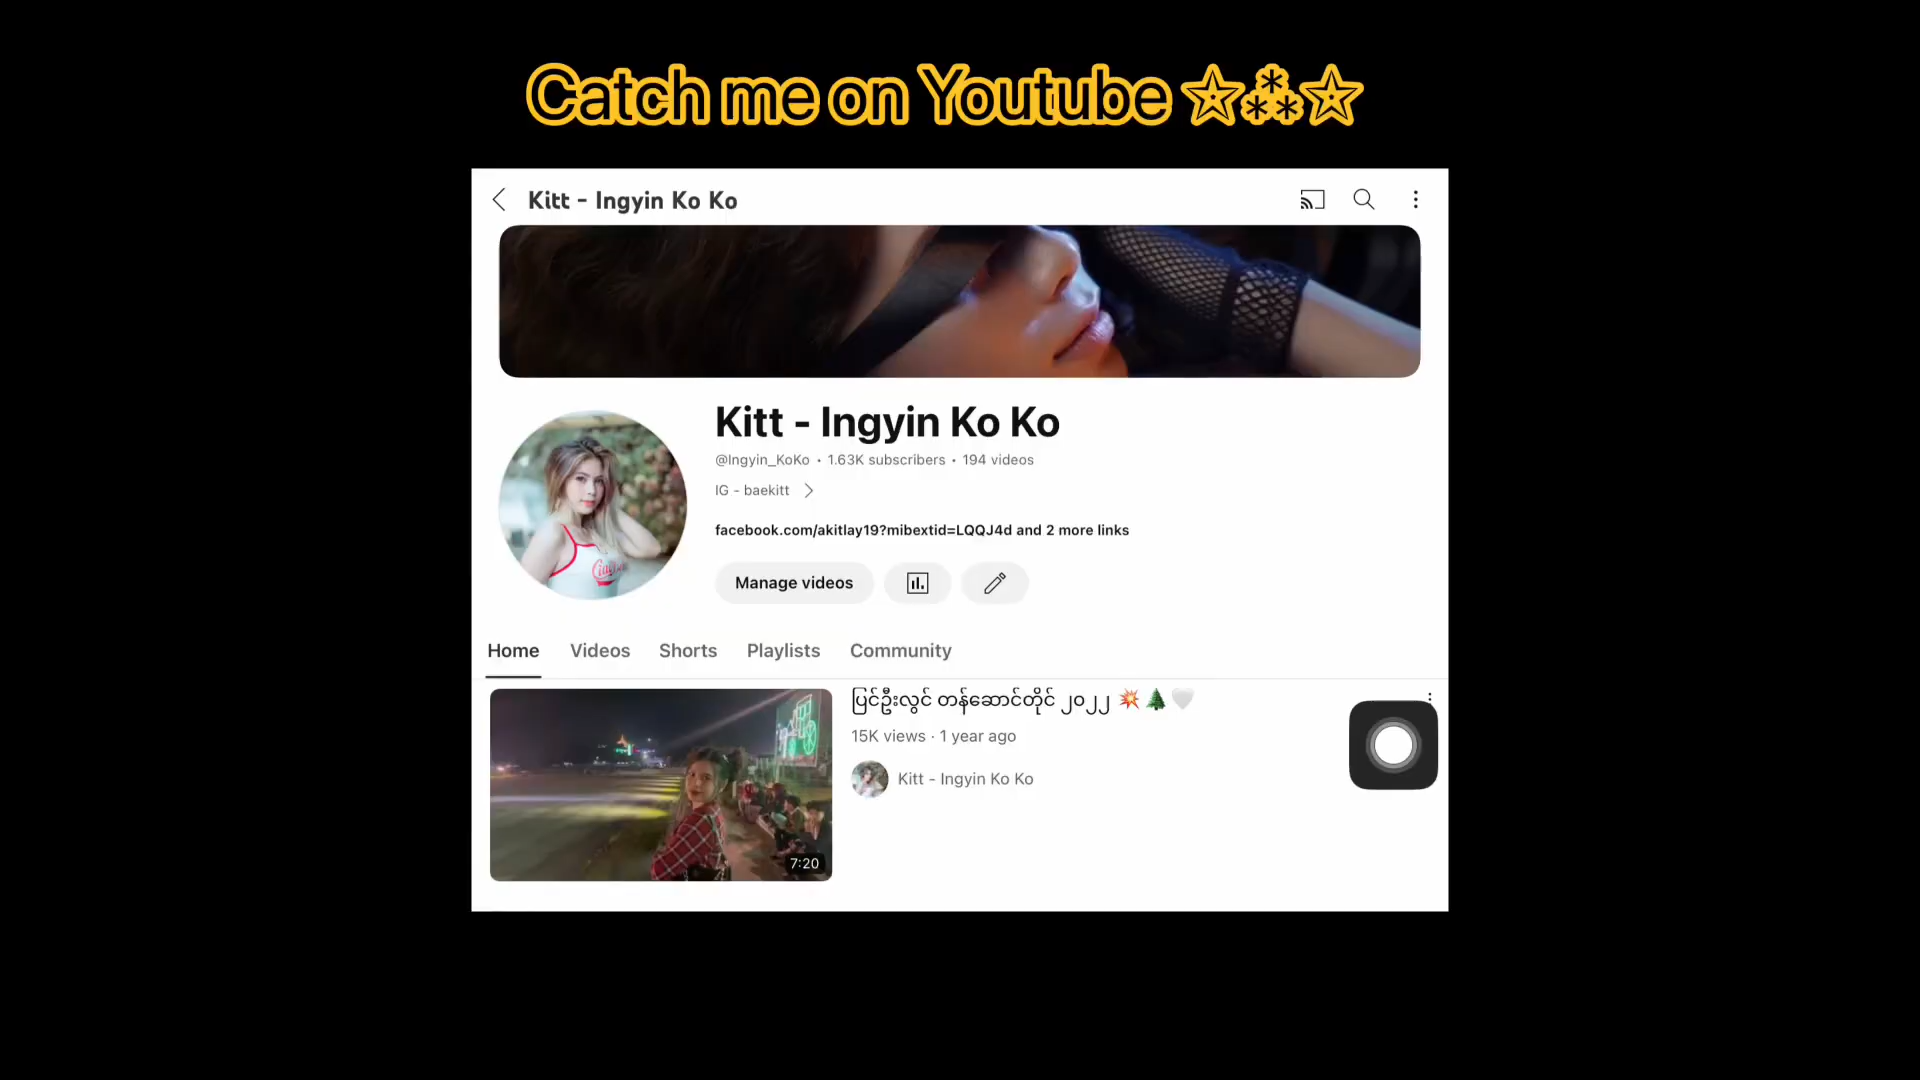 Catch me on Youtube ☆⁂☆
Kitt - Ingyin Ko Ko
Kitt - Ingyin Ko Ko
@Ingyin_KoKo • 1.63K subscribers • 194 videos
IG - baekitt
facebook.com/akitlay19?mibextid=LQQJ4d and 2 more links
Manage videos
Home Videos Shorts Playlists Community
ပြင်ဦးလွင် တန်ဆောင်တိုင် ၂၀၂၂ 💥🎄🤍
15K views · 1 year ago
Kitt - Ingyin Ko Ko
7:20